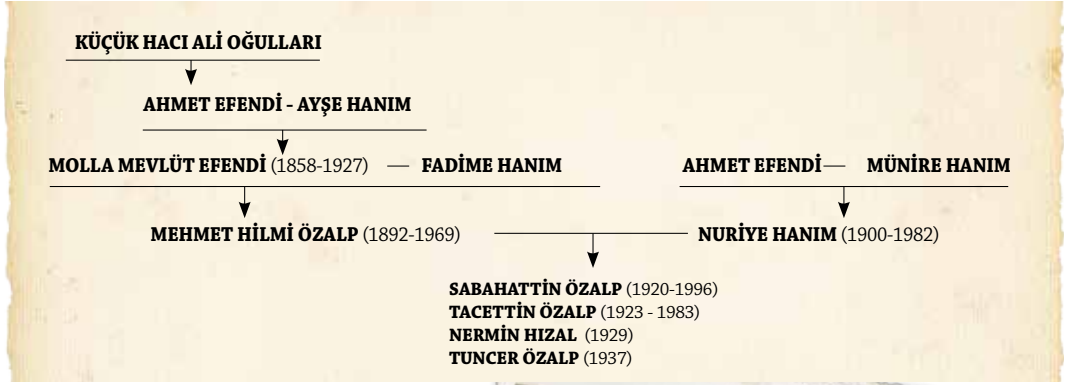 KÜÇÜK HACI ALİ OĞULLARI
AHMET EFENDİ - AYŞE HANIM
MOLLA MEVLÜT EFENDİ (1858-1927) — FADİME HANIM
AHMET EFENDİ — MÜNİRE HANIM
MEHMET HİLMİ ÖZALP (1892-1969)
NURİYE HANIM (1900-1982)
SABAHATTİN ÖZALP (1920-1996)
TACETTİN ÖZALP (1923 - 1983)
NERMİN HIZAL (1929)
TUNCER ÖZALP (1937)